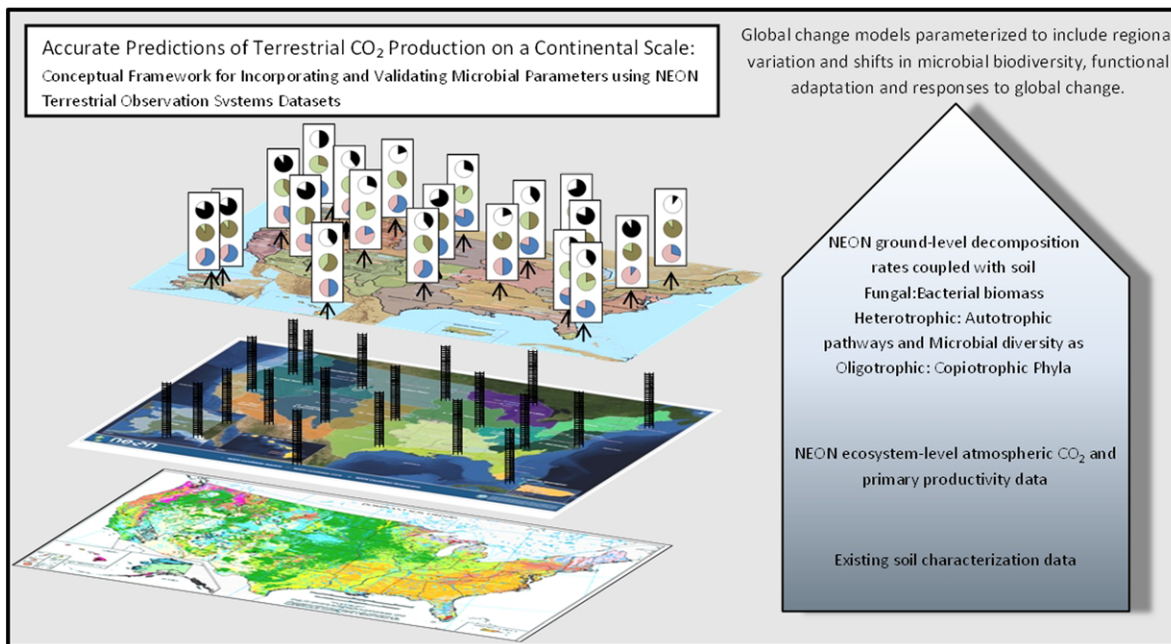 Accurate Predictions of Terrestrial CO₂ Production on a Continental Scale:
Conceptual Framework for Incorporating and Validating Microbial Parameters using NEON
Terrestrial Observation Systems Datasets
Global change models parameterized to include regional
variation and shifts in microbial biodiversity, functional
adaptation and responses to global change.
NEON ground-level decomposition
rates coupled with soil
Fungal:Bacterial biomass
Heterotrophic: Autotrophic
pathways and Microbial diversity as
Oligotrophic: Copiotrophic Phyla
NEON ecosystem-level atmospheric CO₂ and
primary productivity data
Existing soil characterization data
neon